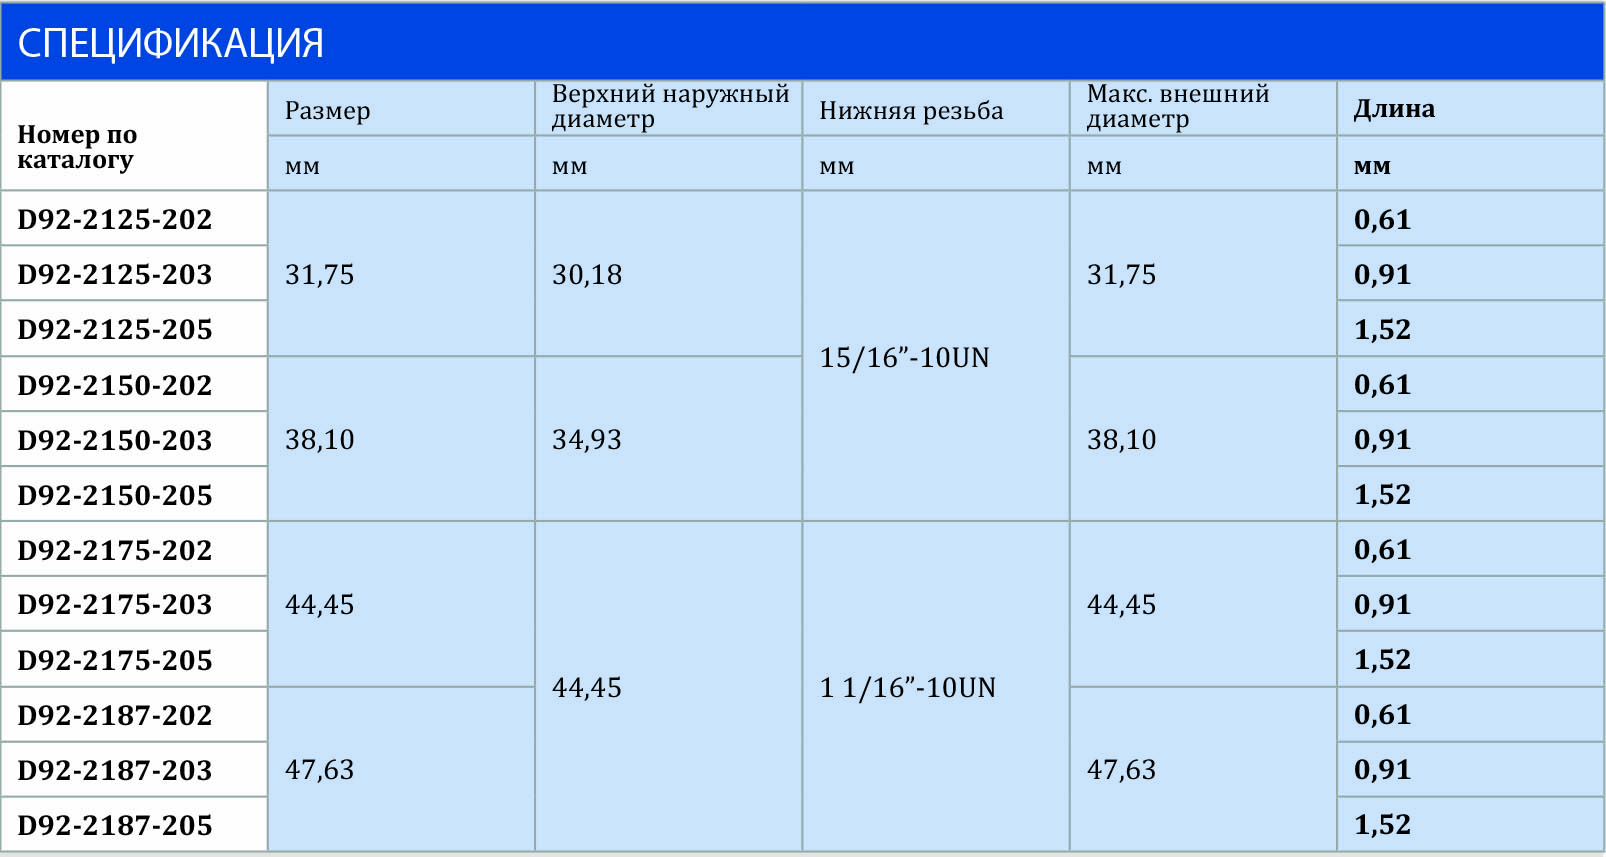 СПЕЦИФИКАЦИЯ
Номер по
каталогу
Размер
Верхний наружный
диаметр
Нижняя резьба
Макс. внешний
диаметр
Длина
мм
мм
мм
мм
мм
D92-2125-202
31,75
30,18
15/16”-10UN
31,75
0,61
D92-2125-203
0,91
D92-2125-205
1,52
D92-2150-202
38,10
34,93
38,10
0,61
D92-2150-203
0,91
D92-2150-205
1,52
D92-2175-202
44,45
44,45
1 1/16”-10UN
44,45
0,61
D92-2175-203
0,91
D92-2175-205
1,52
D92-2187-202
47,63
47,63
0,61
D92-2187-203
0,91
D92-2187-205
1,52